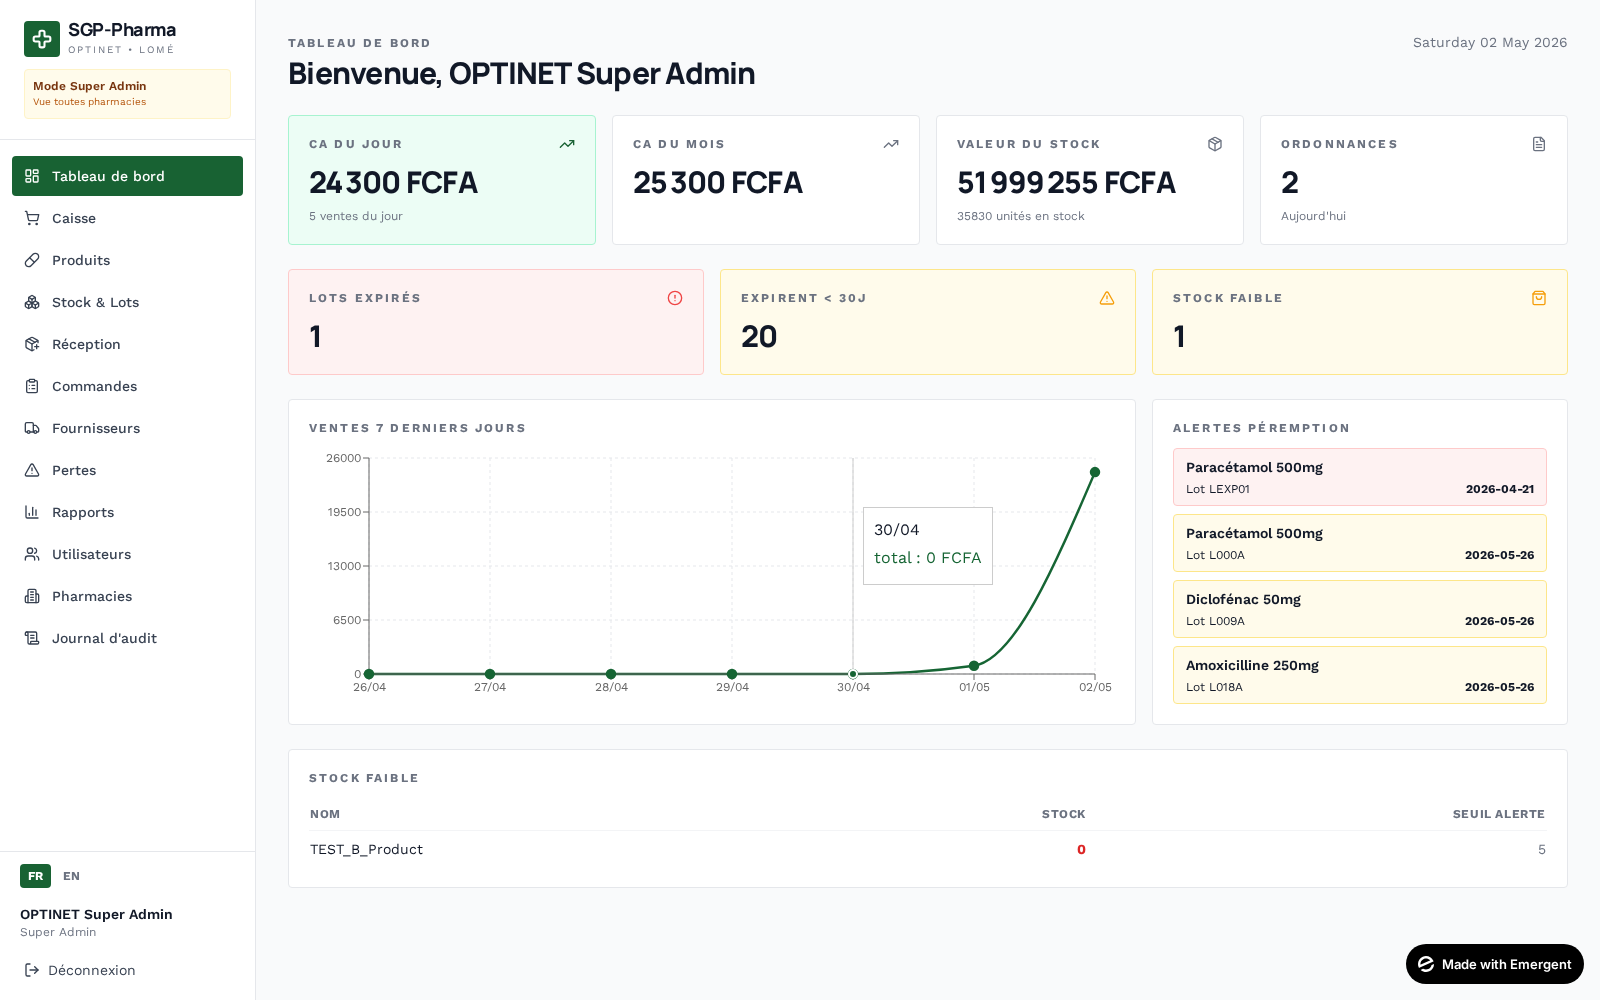 SGP-Pharma
OPTINET • LOMÉ
Mode Super Admin
Vue toutes pharmacies
Tableau de bord
Caisse
Produits
Stock & Lots
Réception
Commandes
Fournisseurs
Pertes
Rapports
Utilisateurs
Pharmacies
Journal d'audit
FR EN
OPTINET Super Admin
Super Admin
Déconnexion
TABLEAU DE BORD
Saturday 02 May 2026
Bienvenue, OPTINET Super Admin
CA DU JOUR
24 300 FCFA
5 ventes du jour
CA DU MOIS
25 300 FCFA
VALEUR DU STOCK
51 999 255 FCFA
35830 unités en stock
ORDONNANCES
2
Aujourd'hui
LOTS EXPIRÉS
1
EXPIRENT < 30J
20
STOCK FAIBLE
1
VENTES 7 DERNIERS JOURS
26000
19500
13000
6500
0
26/04 27/04 28/04 29/04 30/04 01/05 02/05
30/04
total : 0 FCFA
ALERTES PÉREMPTION
Paracétamol 500mg
Lot LEXP01 2026-04-21
Paracétamol 500mg
Lot L000A 2026-05-26
Diclofénac 50mg
Lot L009A 2026-05-26
Amoxicilline 250mg
Lot L018A 2026-05-26
STOCK FAIBLE
NOM STOCK SEUIL ALERTE
TEST_B_Product 0 5
Made with Emergent